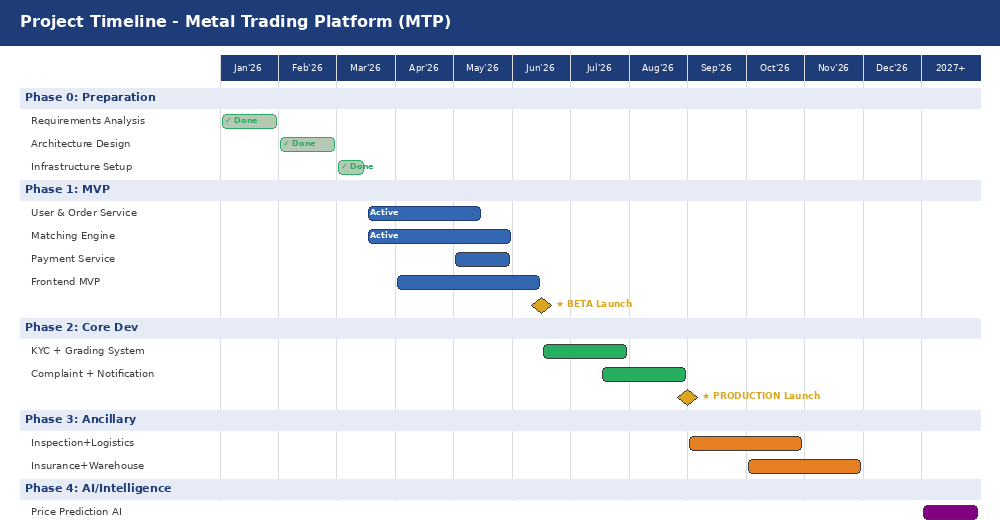 Project Timeline - Metal Trading Platform (MTP)
Jan'26 Feb'26 Mar'26 Apr'26 May'26 Jun'26 Jul'26 Aug'26 Sep'26 Oct'26 Nov'26 Dec'26 2027+
Phase 0: Preparation
Requirements Analysis ✓ Done
Architecture Design ✓ Done
Infrastructure Setup ✓ Done
Phase 1: MVP
User & Order Service Active
Matching Engine Active
Payment Service
Frontend MVP
★ BETA Launch
Phase 2: Core Dev
KYC + Grading System
Complaint + Notification
★ PRODUCTION Launch
Phase 3: Ancillary
Inspection+Logistics
Insurance+Warehouse
Phase 4: AI/Intelligence
Price Prediction AI